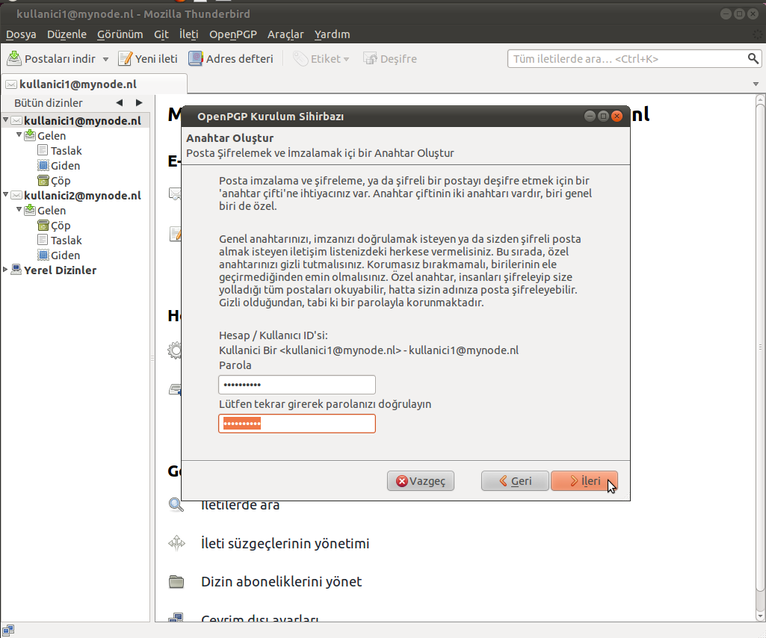 kullanici1@mynode.nl - Mozilla Thunderbird
Dosya Düzenle Görünüm Git İleti OpenPGP Araçlar Yardım
Postaları indir Yeni ileti Adres defteri Etiket Deşifre Tüm iletilerde ara... <Ctrl+K>
kullanici1@mynode.nl
Bütün dizinler
kullanici1@mynode.nl
Gelen
Taslak
Giden
Çöp
kullanici2@mynode.nl
Gelen
Çöp
Taslak
Giden
Yerel Dizinler
M
nl
E-
OpenPGP Kurulum Sihirbazı
Anahtar Oluştur
Posta Şifrelemek ve İmzalamak içi bir Anahtar Oluştur
Posta imzalama ve şifreleme, ya da şifreli bir postayı deşifre etmek için bir
'anahtar çifti'ne ihtiyacınız var. Anahtar çiftinin iki anahtarı vardır, biri genel
biri de özel.
Genel anahtarınızı, imzanızı doğrulamak isteyen ya da sizden şifreli posta
almak isteyen iletişim listenizdeki herkese vermelisiniz. Bu sırada, özel
anahtarınızı gizli tutmalısınız. Korumasız bırakmamalı, birilerinin ele
geçirmediğinden emin olmalısınız. Özel anahtar, insanları şifreleyip size
yolladığı tüm postaları okuyabilir, hatta sizin adınıza posta şifreleyebilir.
Gizli olduğundan, tabi ki bir parolayla korunmaktadır.
Hesap / Kullanıcı ID'si:
Kullanici Bir <kullanici1@mynode.nl> - kullanici1@mynode.nl
Parola
••••••••••
Lütfen tekrar girerek parolanızı doğrulayın
••••••••••
Vazgeç Geri İleri
İletilerde ara
İleti süzgeçlerinin yönetimi
Dizin aboneliklerini yönet
Çevrim dışı ayarları